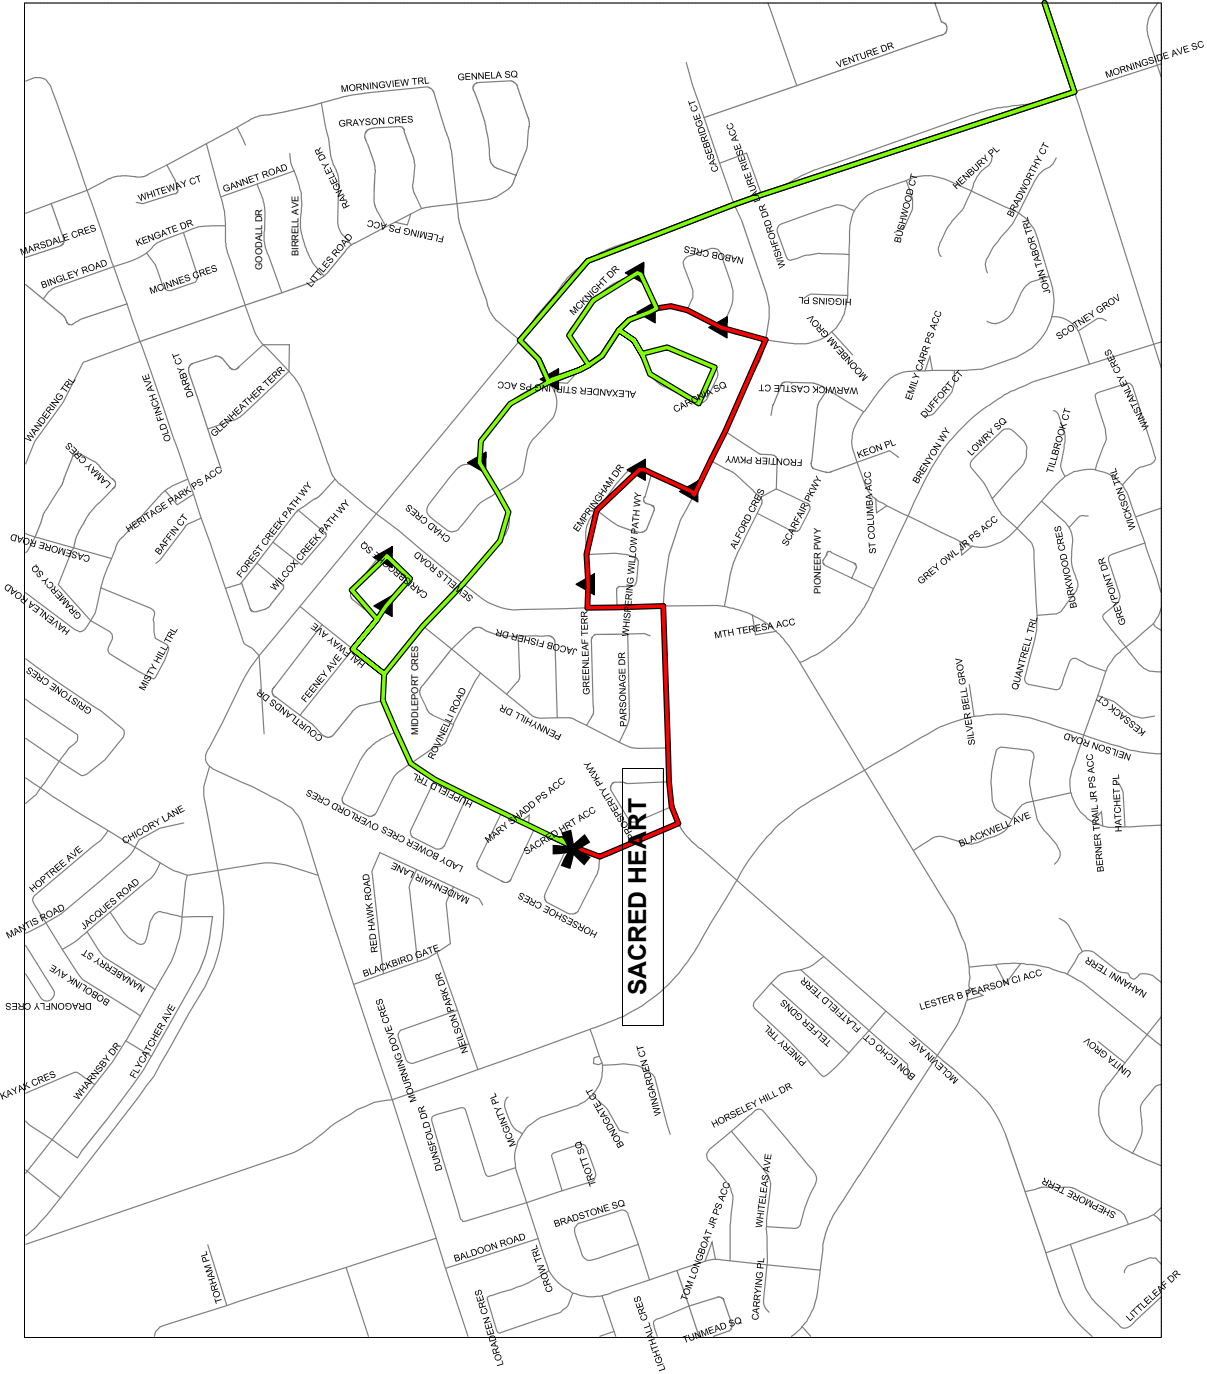 VENTURE DR
MORNINGSIDE AVE SC
GENNELA SQ
MORNINGVIEW TRL
GRAYSON CRES
CASEBRIDGE CT
LAURE RIESE ACC
HENBURY PL
BRADWORTHY CT
BUSHWOOD CT
WHITEWAY CT
GANNET ROAD
RANGELEY DR
MARSDALE CRES
KENGATE DR
GOODALL DR
BIRRELL AVE
FLEMING PS ACC
LITTLES ROAD
WISHFORD DR
JOHN TABOR TRL
BINGLEY ROAD
MCINNES CRES
MCKNIGHT DR
NABOB CRES
HIGGINS PL
MOONBEAM GROV
SCOTNEY GROV
EMILY CARR PS ACC
DUFFORT CT
WINSTANLEY CRES
WANDERING TRL
OLD FINCH AVE
DARBY CT
GLENHEATHER TERR
ALEXANDER STIRLING PS ACC
CARONIA SQ
WARWICK CASTLE CT
LAMAY CRES
HERITAGE PARK PS ACC
BAFFIN CT
CHAD CRES
EMPRINGHAM DR
FRONTIER PKWY
KEON PL
BRENYON WY
LOWRY SQ
TILLBROOK CT
WICKSON TRL
CASEMORE ROAD
GRAMERCY SQ
HAVENLEA ROAD
FOREST CREEK PATH WY
WILCOX CREEK PATH WY
CARNSBORO SQ
SEWELLS ROAD
WHISPERING WILLOW PATH WY
ALFORD CRES
SCARFAIR PKWY
PIONEER PWY
ST COLUMBA ACC
GREY OWL JR PS ACC
BURKWOOD CRES
GREYPOINT DR
MISTY HILL TRL
HALFWAY AVE
FEENEY AVE
COURTLANDS DR
MIDDLEPORT CRES
JACOB FISHER DR
GREENLEAF TERR
PARSONAGE DR
MTH TERESA ACC
QUANTRELL TRL
GRISTONE CRES
ROVINELLI ROAD
PENNYHILL DR
SILVER BELL GROV
NEILSON ROAD
KESSACK CT
HUPFIELD TRL
MARY SHADD PS ACC
SACRED HRT ACC
PROSPERITY PKWY
SACRED HEART
BERNER TRAIL JR PS ACC
HATCHET PL
BLACKWELL AVE
CHICORY LANE
HOPTREE AVE
OVERLORD CRES
LADY BOWER CRES
MAIDENHAIR LANE
HORSESHOE CRES
MANTIS ROAD
JACQUES ROAD
RED HAWK ROAD
BLACKBIRD GATE
NANABERRY ST
BOBOLINK AVE
DRAGONFLY CRES
FLYCATCHER AVE
WHARNSBY DR
KAYAK CRES
MOURNING DOVE CRES
NEILSON PARK DR
LESTER B PEARSON CI ACC
NAHANNI TERR
FLATFIELD TERR
TELFER GDNS
PINERY TRL
BON ECHO CT
MCLEVIN AVE
UNITA GROV
DUNSFOLD DR
MCGINTY PL
BONDGATE CT
WINGARDEN CT
HORSELEY HILL DR
TROTT SQ
WHITELEAS AVE
SHEPMORE TERR
BRADSTONE SQ
TOM LONGBOAT JR PS ACC
TORHAM PL
BALDOON ROAD
CROW TRL
CARRYING PL
LORADEEN CRES
LIGHTHALL CRES
TUNMEAD SQ
LITTLELEAF DR